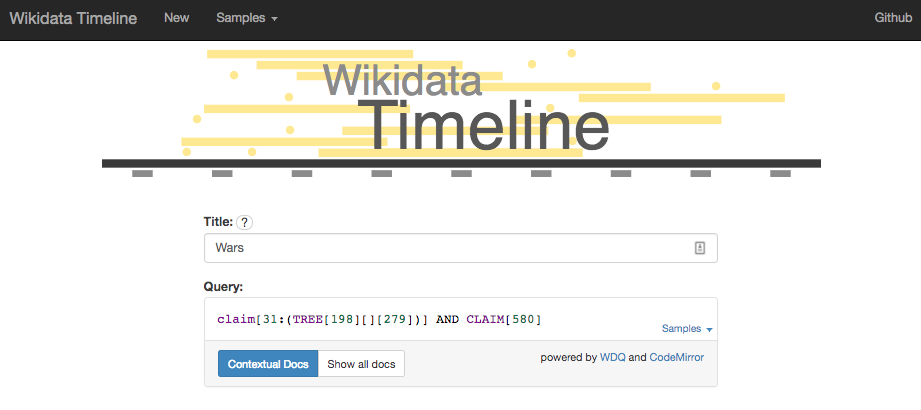 Wikidata Timeline New Samples Github
Wikidata
Timeline
Title: ?
Wars
Query:
claim[31:(TREE[198][][279])] AND CLAIM[580]
Samples
Contextual Docs Show all docs powered by WDQ and CodeMirror